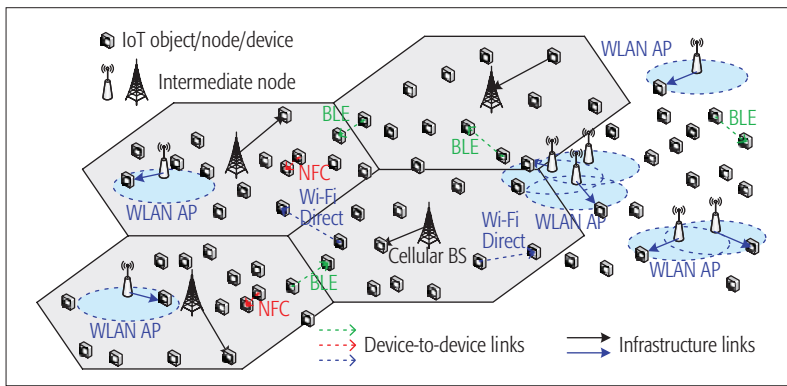 IoT object/node/device
Intermediate node
WLAN AP
BLE
BLE
BLE
NFC
WLAN AP
Wi-Fi
Direct
WLAN AP
Wi-Fi
Direct
Cellular BS
WLAN AP
BLE
NFC
WLAN AP
Device-to-device links
Infrastructure links